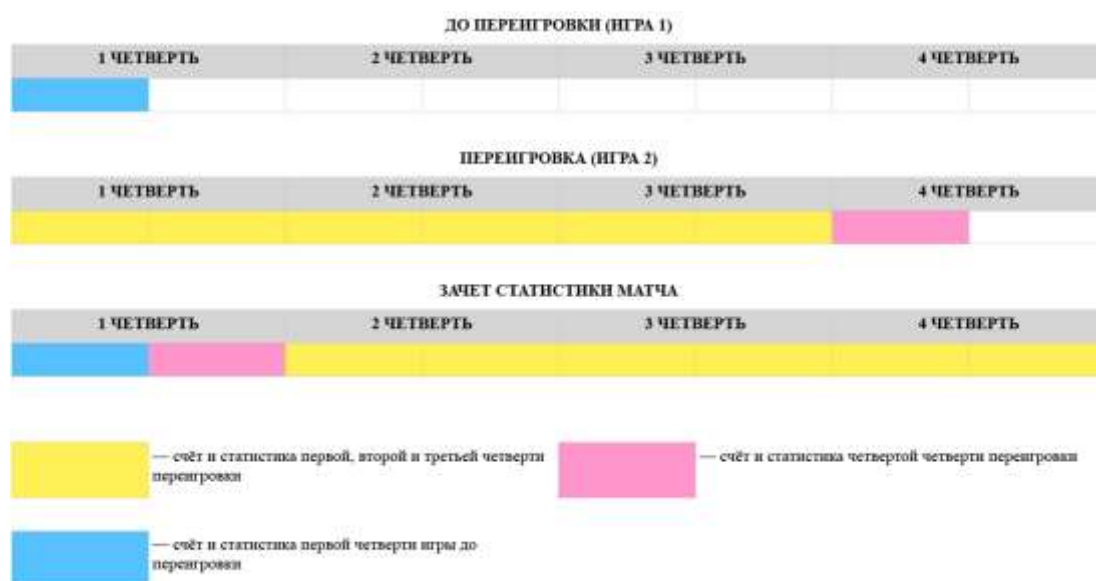 ДО ПЕРЕИГРОВКИ (ИГРА 1)
1 ЧЕТВЕРТЬ 2 ЧЕТВЕРТЬ 3 ЧЕТВЕРТЬ 4 ЧЕТВЕРТЬ
ПЕРЕИГРОВКА (ИГРА 2)
1 ЧЕТВЕРТЬ 2 ЧЕТВЕРТЬ 3 ЧЕТВЕРТЬ 4 ЧЕТВЕРТЬ
ЗАЧЕТ СТАТИСТИКИ МАТЧА
1 ЧЕТВЕРТЬ 2 ЧЕТВЕРТЬ 3 ЧЕТВЕРТЬ 4 ЧЕТВЕРТЬ
— счёт и статистика первой, второй и третьей четверти
переигровки
— счёт и статистика четвертой четверти переигровки
— счёт и статистика первой четверти игры до
переигровки